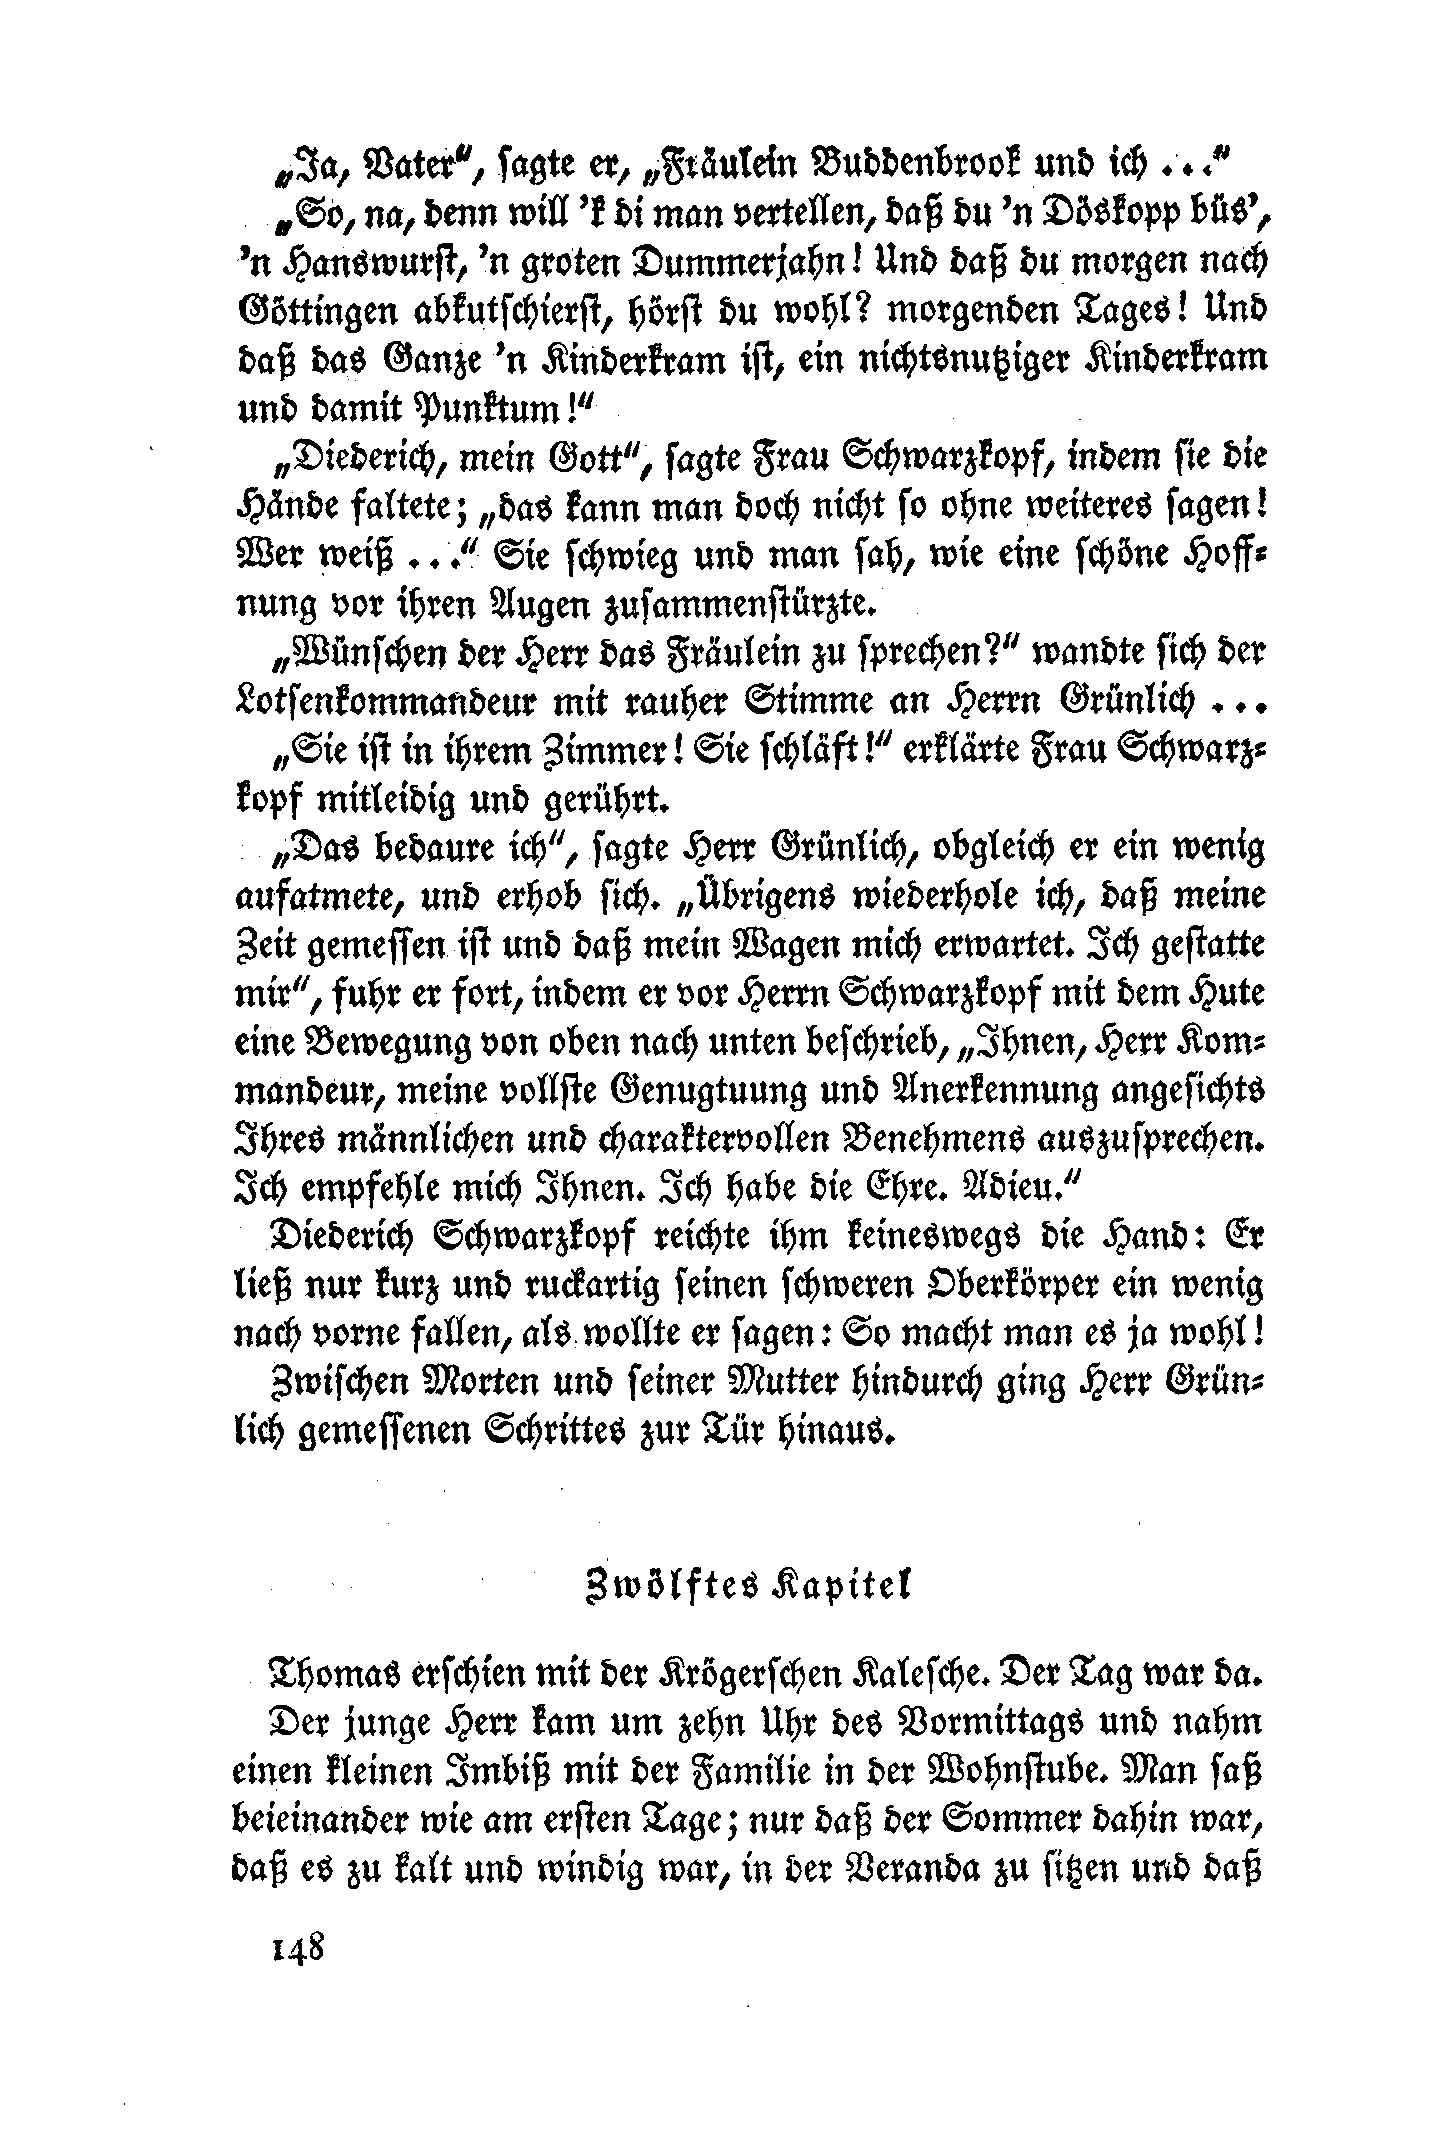 „Ja, Vater“, sagte er, „Fräulein Buddenbrook und ich . . .“
„So, na, denn will ’k di man vertellen, daß du ’n Döskopp büs’,
’n Hanswurst, ’n groten Dummerjahn! Und daß du morgen nach
Göttingen abkutschierst, hörst du wohl? morgenden Tages! Und
daß das Ganze ’n Kinderkram ist, ein nichtsnutziger Kinderkram
und damit Punktum!“
„Diederich, mein Gott“, sagte Frau Schwarzkopf, indem sie die
Hände faltete; „das kann man doch nicht so ohne weiteres sagen!
Wer weiß . . .“ Sie schwieg und man sah, wie eine schöne Hoff-
nung vor ihren Augen zusammenstürzte.
„Wünschen der Herr das Fräulein zu sprechen?“ wandte sich der
Lotsenkommandeur mit rauher Stimme an Herrn Grünlich . . .
„Sie ist in ihrem Zimmer! Sie schläft!“ erklärte Frau Schwarz-
kopf mitleidig und gerührt.
„Das bedaure ich“, sagte Herr Grünlich, obgleich er ein wenig
aufatmete, und erhob sich. „Übrigens wiederhole ich, daß meine
Zeit gemessen ist und daß mein Wagen mich erwartet. Ich gestatte
mir“, fuhr er fort, indem er vor Herrn Schwarzkopf mit dem Hute
eine Bewegung von oben nach unten beschrieb, „Ihnen, Herr Kom-
mandeur, meine vollste Genugtuung und Anerkennung angesichts
Ihres männlichen und charaktervollen Benehmens auszusprechen.
Ich empfehle mich Ihnen. Ich habe die Ehre. Adieu.“
Diederich Schwarzkopf reichte ihm keineswegs die Hand: Er
ließ nur kurz und ruckartig seinen schweren Oberkörper ein wenig
nach vorne fallen, als wollte er sagen: So macht man es ja wohl!
Zwischen Morten und seiner Mutter hindurch ging Herr Grün-
lich gemessenen Schrittes zur Tür hinaus.
Zwölftes Kapitel
Thomas erschien mit der Krögerschen Kalesche. Der Tag war da.
Der junge Herr kam um zehn Uhr des Vormittags und nahm
einen kleinen Imbiß mit der Familie in der Wohnstube. Man saß
beieinander wie am ersten Tage; nur daß der Sommer dahin war,
daß es zu kalt und windig war, in der Veranda zu sitzen und daß
148